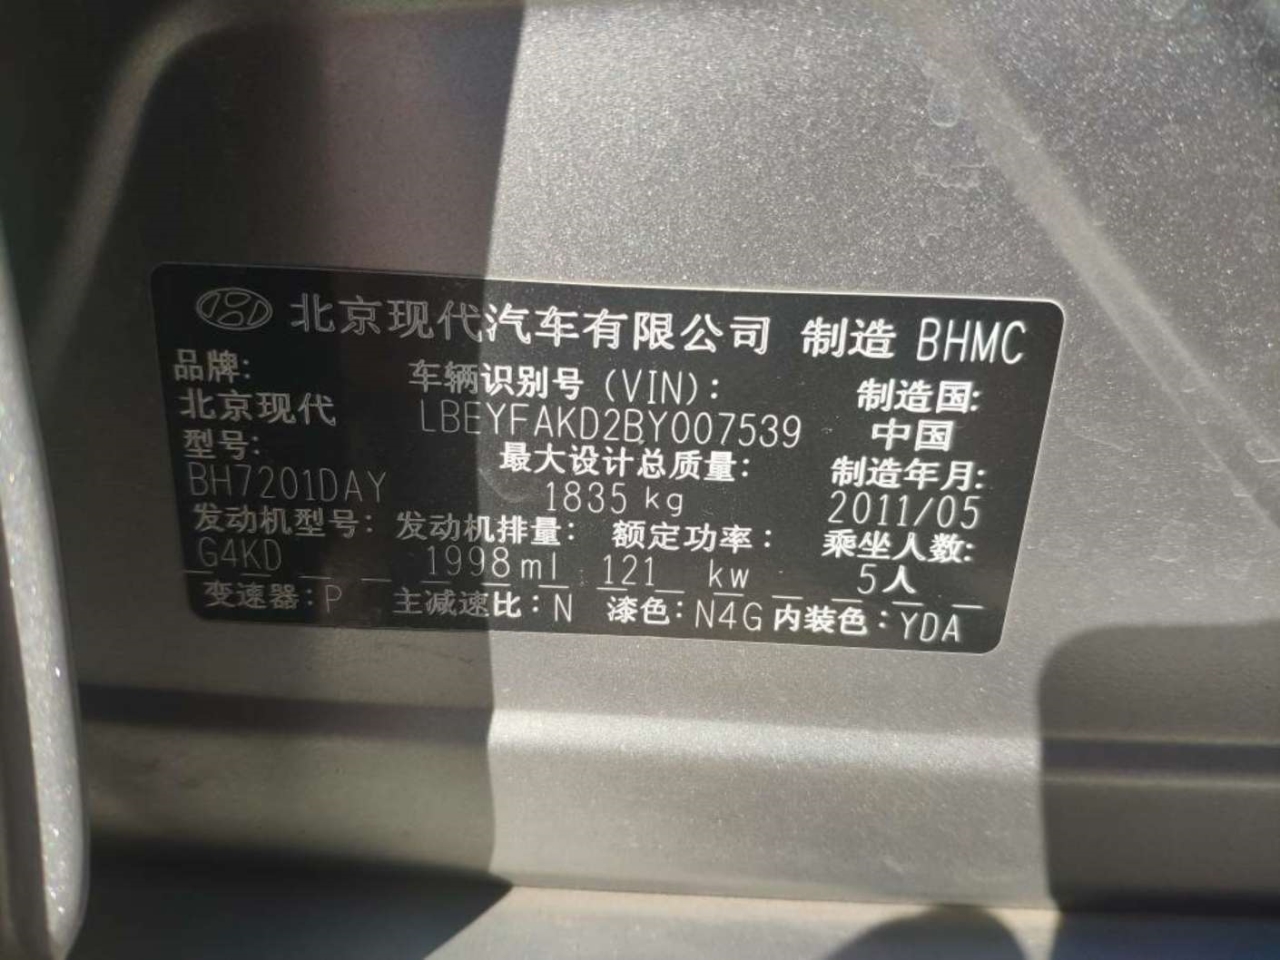 北京现代汽车有限公司 制造 BHMC
品牌: 车辆识别号 (VIN): 制造国:
北京现代 LBEYFAKD2BY007539 中国
型号: 最大设计总质量: 制造年月:
BH7201DAY 1835 kg 2011/05
发动机型号: 发动机排量: 额定功率: 乘坐人数:
G4KD 1998ml 121 kw 5人
变速器: P 主减速比: N 漆色: N4G 内装色: YDA